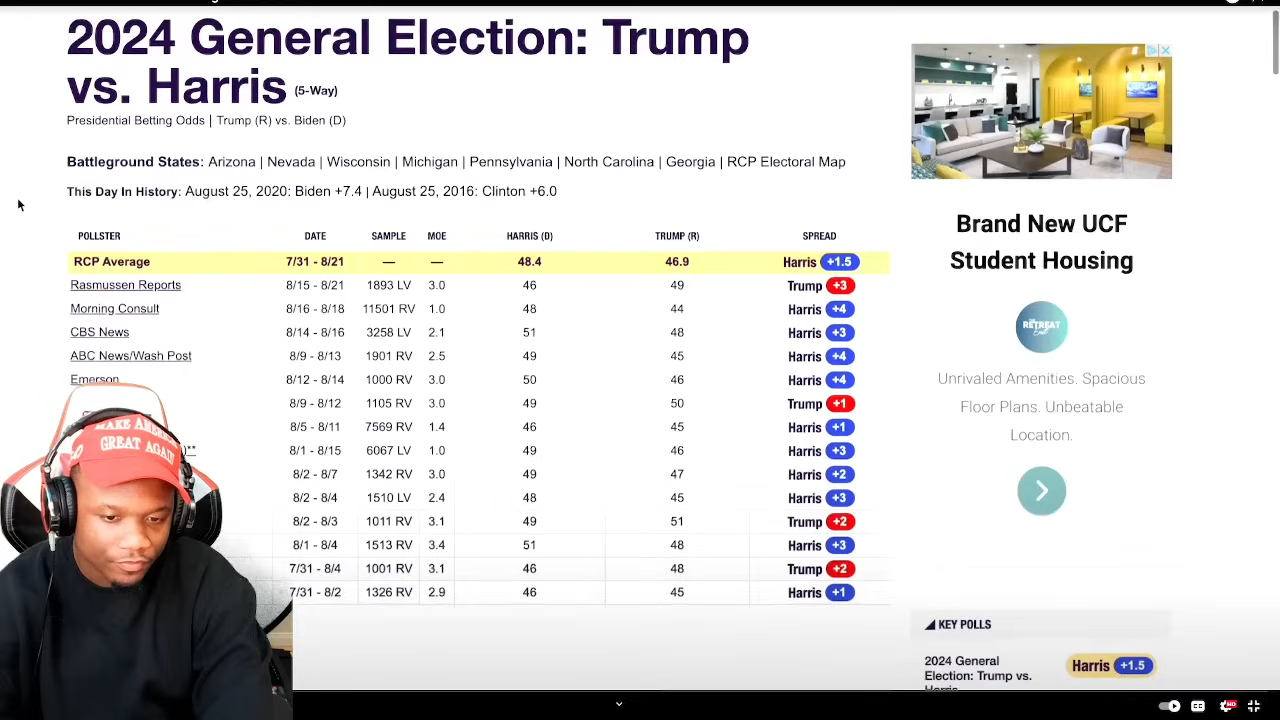 2024 General Election: Trump
vs. Harris (5-Way)
Presidential Betting Odds | Trump (R) vs. Biden (D)
Battleground States: Arizona | Nevada | Wisconsin | Michigan | Pennsylvania | North Carolina | Georgia | RCP Electoral Map
This Day In History: August 25, 2020: Biden +7.4 | August 25, 2016: Clinton +6.0
POLLSTER DATE SAMPLE MOE HARRIS (D) TRUMP (R) SPREAD
RCP Average 7/31 - 8/21 — — 48.4 46.9 Harris +1.5
Rasmussen Reports 8/15 - 8/21 1893 LV 3.0 46 49 Trump +3
Morning Consult 8/16 - 8/18 11501 RV 1.0 48 44 Harris +4
CBS News 8/14 - 8/16 3258 LV 2.1 51 48 Harris +3
ABC News/Wash Post 8/9 - 8/13 1901 RV 2.5 49 45 Harris +4
Emerson 8/12 - 8/14 1000 RV 3.0 50 46 Harris +4
8/9 - 8/12 1105 RV 3.0 49 50 Trump +1
8/5 - 8/11 7569 RV 1.4 46 45 Harris +1
)** 8/1 - 8/15 6067 LV 1.0 49 46 Harris +3
8/2 - 8/7 1342 RV 3.0 49 47 Harris +2
8/2 - 8/4 1510 LV 2.4 48 45 Harris +3
8/2 - 8/3 1011 RV 3.1 49 51 Trump +2
8/1 - 8/4 1513 RV 3.4 51 48 Harris +3
7/31 - 8/4 1001 RV 3.1 46 48 Trump +2
7/31 - 8/2 1326 RV 2.9 46 45 Harris +1
MAKE AMERICA
GREAT AGAIN
Brand New UCF
Student Housing
THE
RETREAT
East
Unrivaled Amenities. Spacious
Floor Plans. Unbeatable
Location.
KEY POLLS
2024 General
Election: Trump vs.
Harris
Harris +1.5
CC
HD